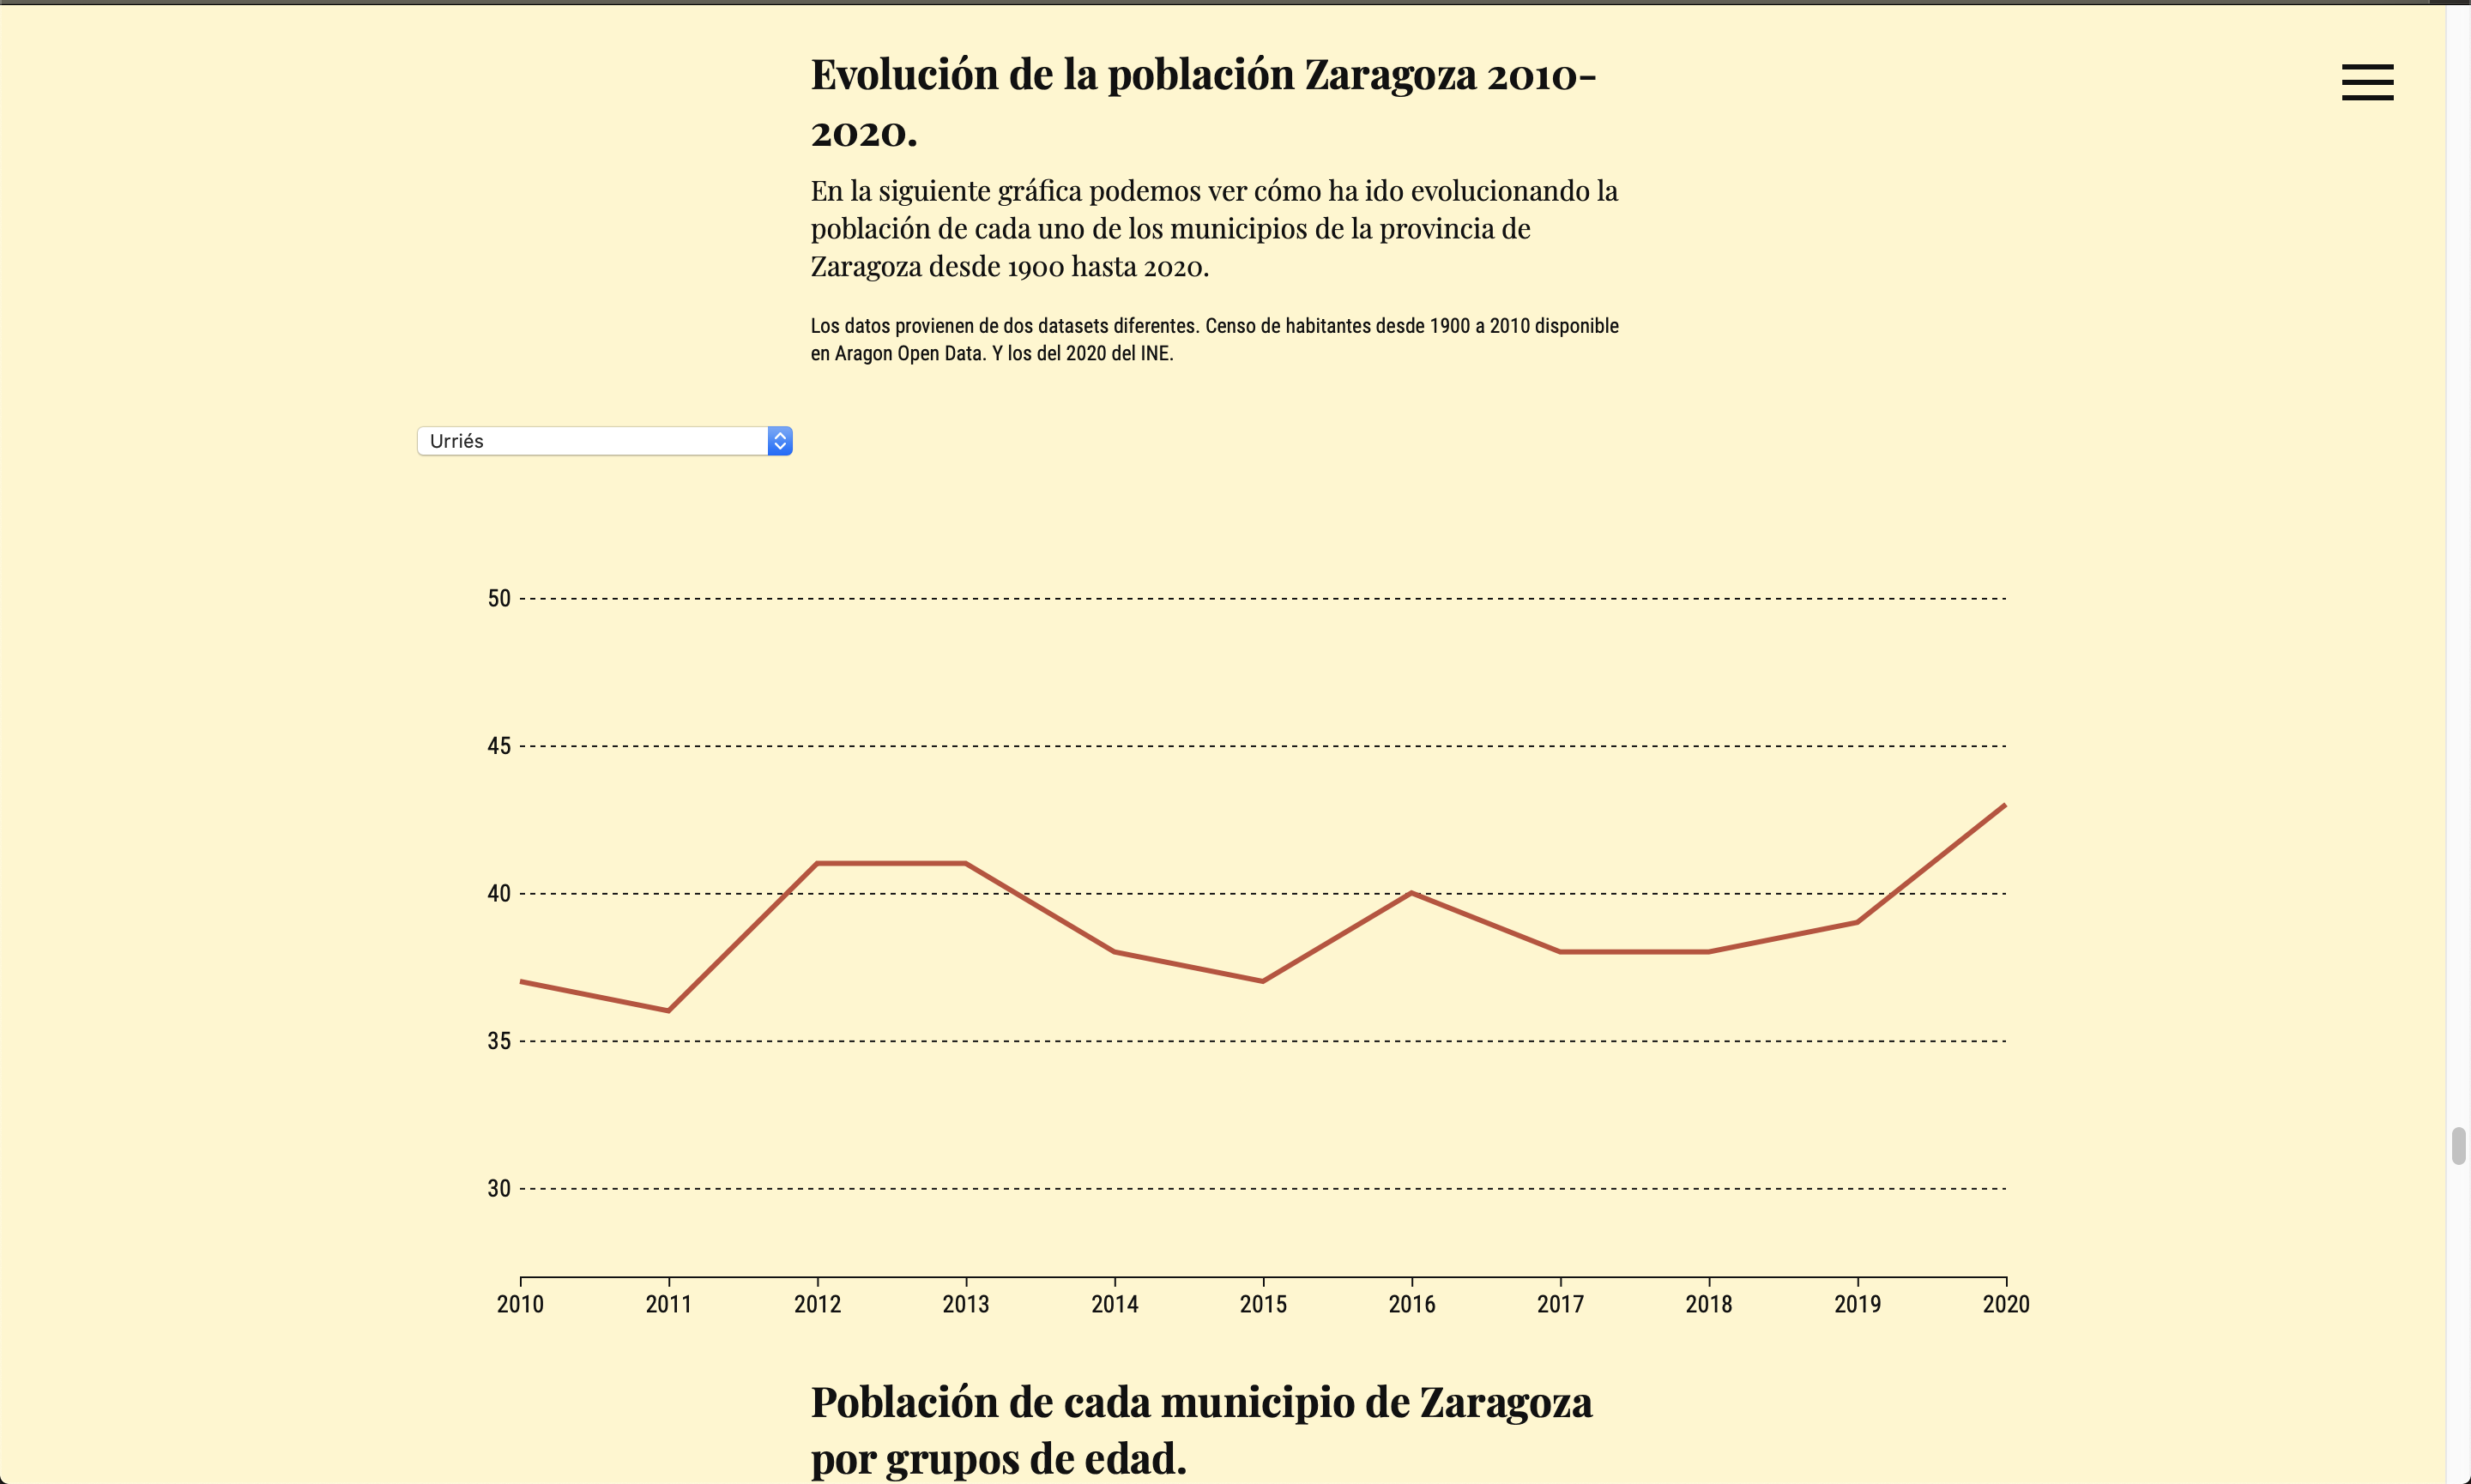 Evolución de la población Zaragoza 2010-
2020.
En la siguiente gráfica podemos ver cómo ha ido evolucionando la
población de cada uno de los municipios de la provincia de
Zaragoza desde 1900 hasta 2020.
Los datos provienen de dos datasets diferentes. Censo de habitantes desde 1900 a 2010 disponible
en Aragon Open Data. Y los del 2020 del INE.
Urriés
50
45
40
35
30
2010 2011 2012 2013 2014 2015 2016 2017 2018 2019 2020
Población de cada municipio de Zaragoza
por grupos de edad.